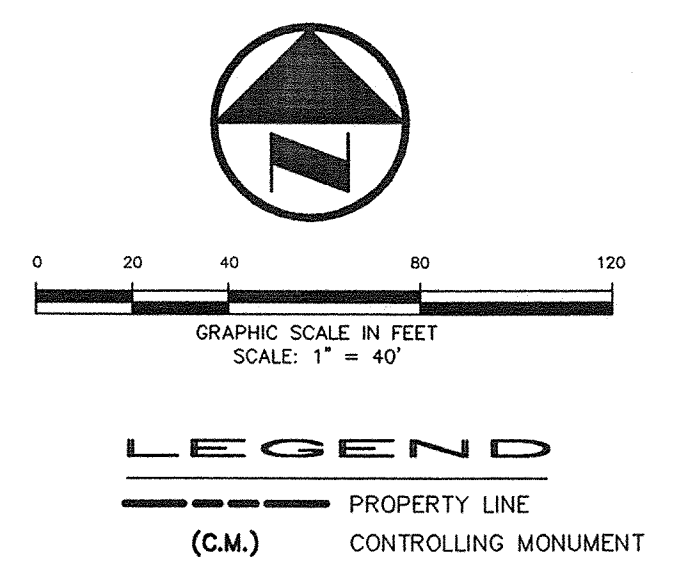 N
0 20 40 80 120
GRAPHIC SCALE IN FEET
SCALE: 1" = 40'
LEGEND
PROPERTY LINE
(C.M.) CONTROLLING MONUMENT